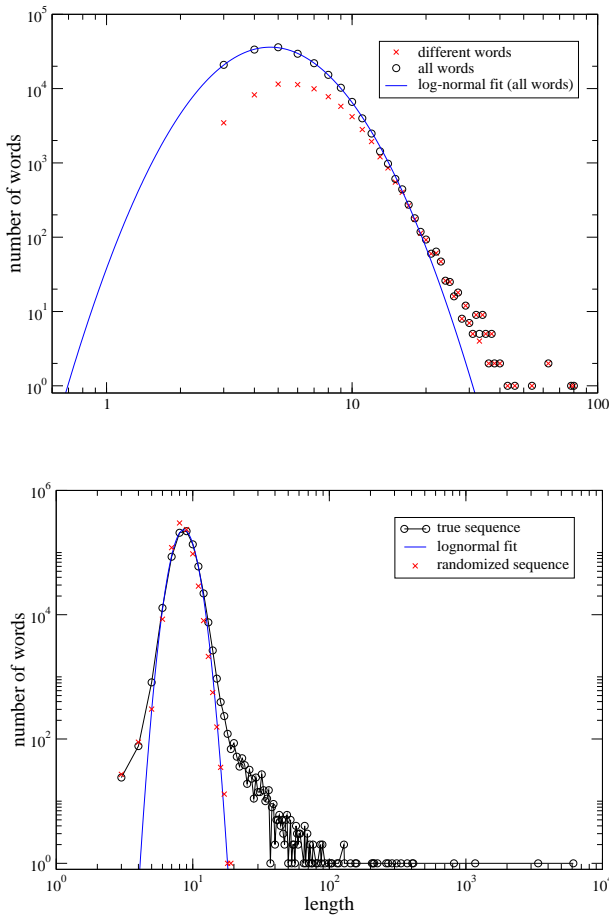 10^5
10^4
10^3
10^2
10^1
10^0
number of words
different words
all words
log-normal fit (all words)
1
10
100
10^6
10^4
10^2
10^0
number of words
true sequence
lognormal fit
randomized sequence
10^0
10^1
10^2
10^3
10^4
length